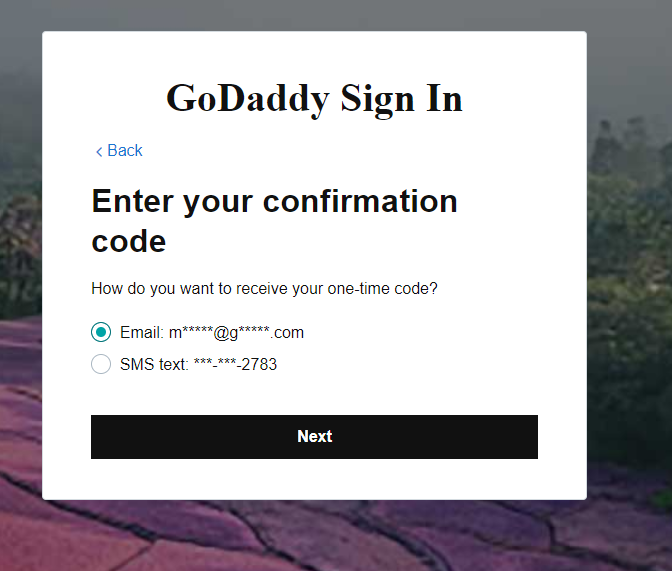 GoDaddy Sign In
Back
Enter your confirmation
code
How do you want to receive your one-time code?
Email: m*****@g*****.com
SMS text: ***-***-2783
Next